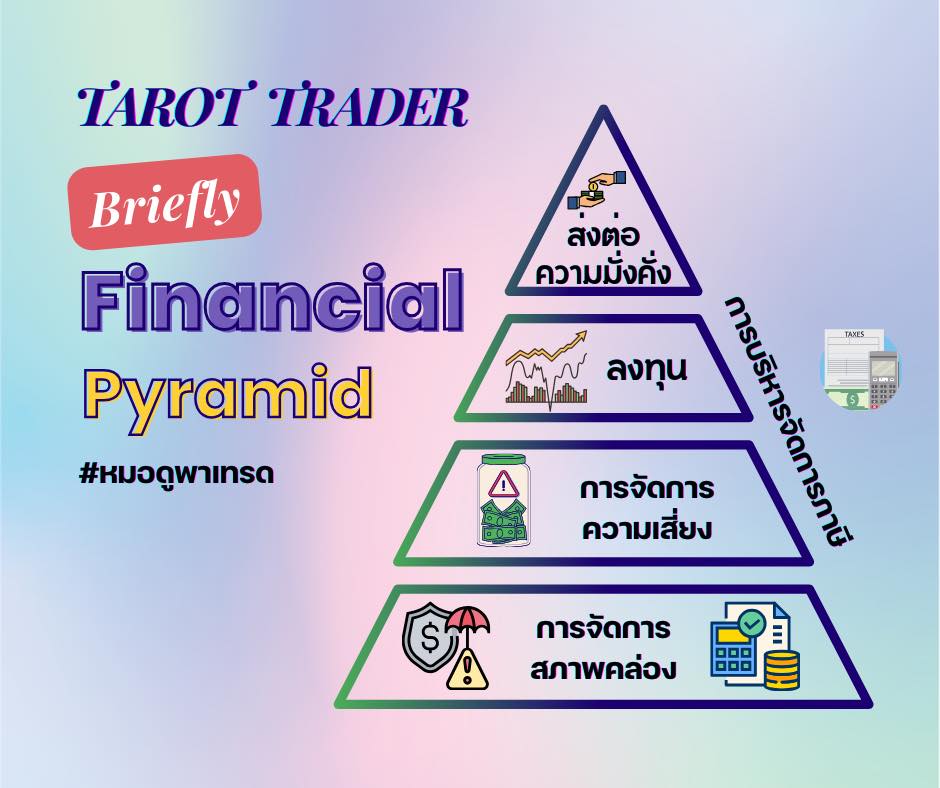 TAROT TRADER
Briefly
Financial
Pyramid
#หมอดูพาเทรด
ส่งต่อ
ความมั่งคั่ง
ลงทุน
การจัดการ
ความเสี่ยง
การจัดการ
สภาพคล่อง
การบริหารจัดการภาษี
TAXES